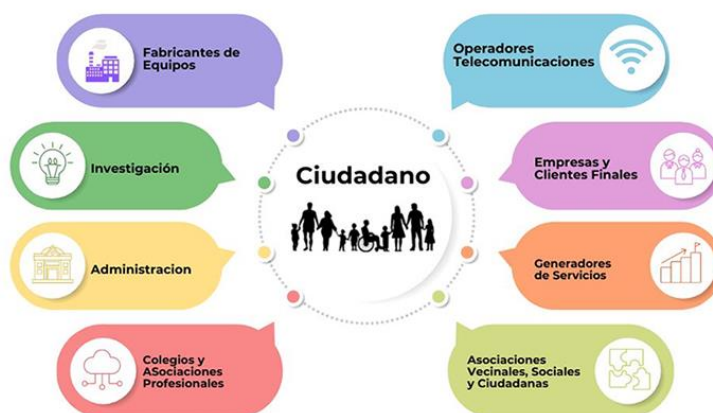 Fabricantes de
Equipos
Operadores
Telecomunicaciones
Ciudadano
Investigación
Empresas y
Clientes Finales
Administracion
Generadores
de Servicios
Colegios y
ASociaciones
Profesionales
Asociaciones
Vecinales, Sociales
y Ciudadanas